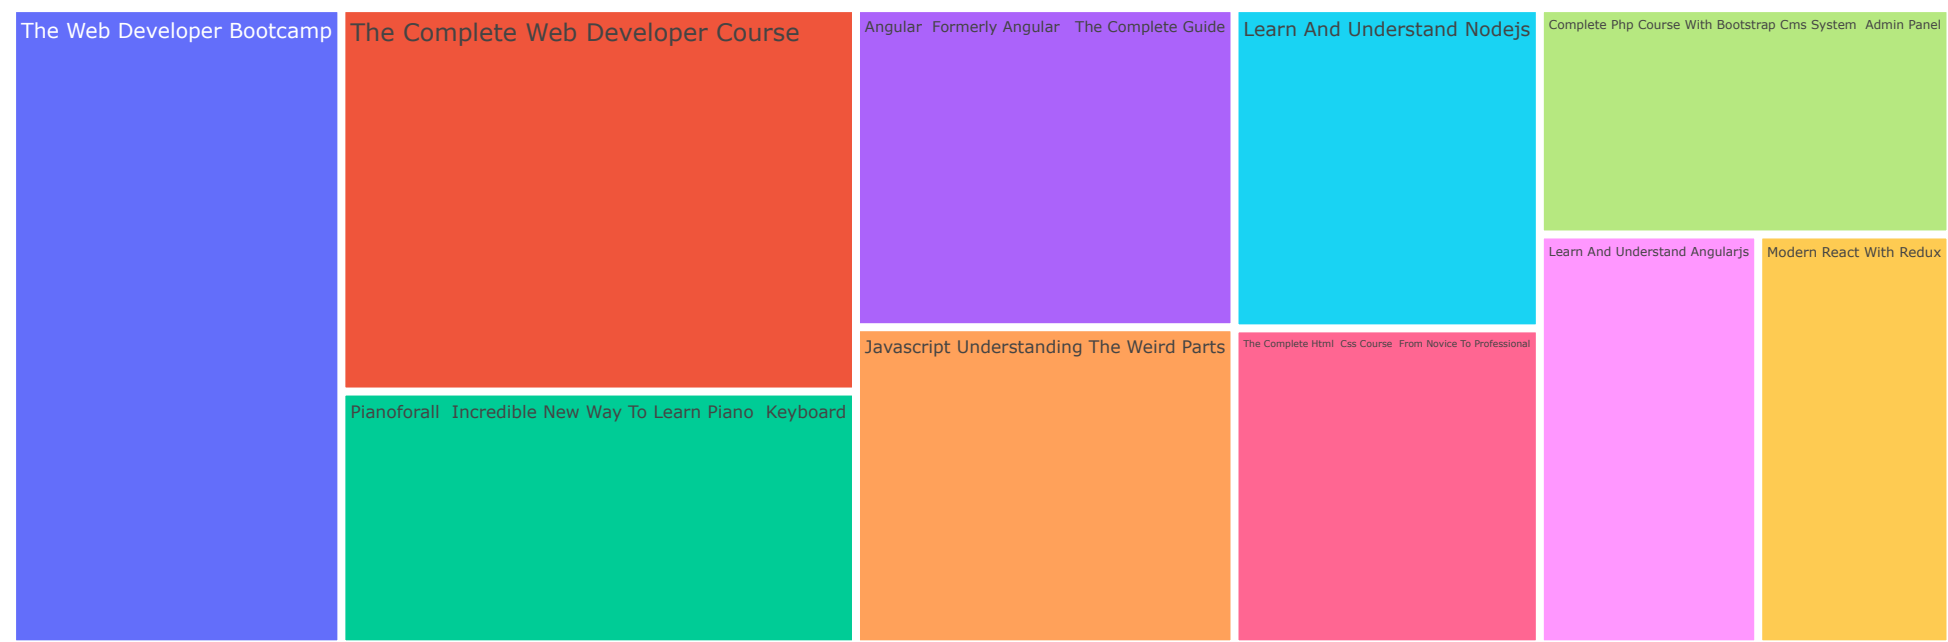 The Web Developer Bootcamp
The Complete Web Developer Course
Pianoforall  Incredible New Way To Learn Piano  Keyboard
Angular  Formerly Angular   The Complete Guide
Javascript Understanding The Weird Parts
Learn And Understand Nodejs
The Complete Html  Css Course  From Novice To Professional
Complete Php Course With Bootstrap Cms System  Admin Panel
Learn And Understand Angularjs
Modern React With Redux